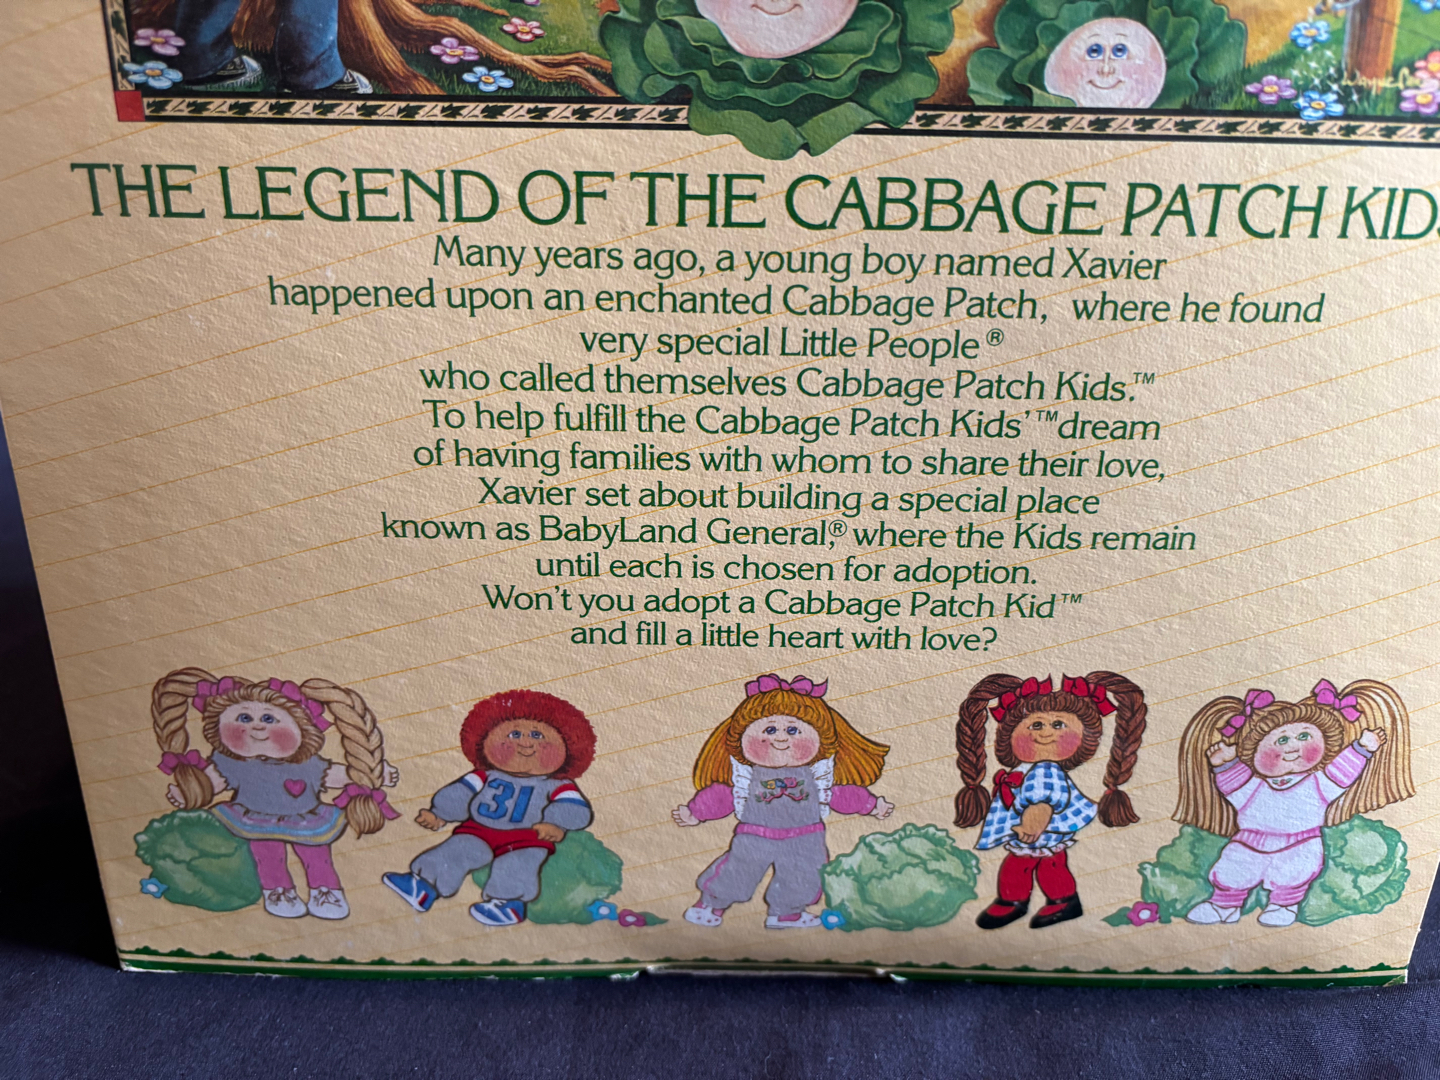 THE LEGEND OF THE CABBAGE PATCH KIDS
Many years ago, a young boy named Xavier
happened upon an enchanted Cabbage Patch, where he found
very special Little People®
who called themselves Cabbage Patch Kids.™
To help fulfill the Cabbage Patch Kids'™ dream
of having families with whom to share their love,
Xavier set about building a special place
known as BabyLand General,® where the Kids remain
until each is chosen for adoption.
Won't you adopt a Cabbage Patch Kid™
and fill a little heart with love?
31